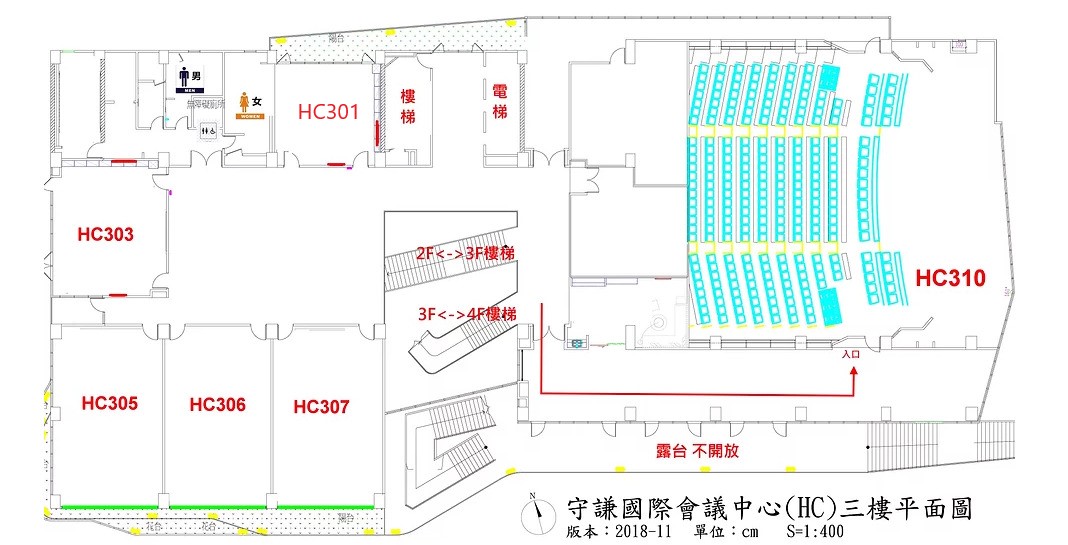 陽台
男
MEN
無障礙廁所
女
WOMEN
HC301
樓梯
電梯
HC303
2F<->3F樓梯
3F<->4F樓梯
HC310
入口
HC305
HC306
HC307
露台 不開放
花台
花台
陽台
N
守謙國際會議中心(HC)三樓平面圖
版本：2018-11 單位：cm S=1:400